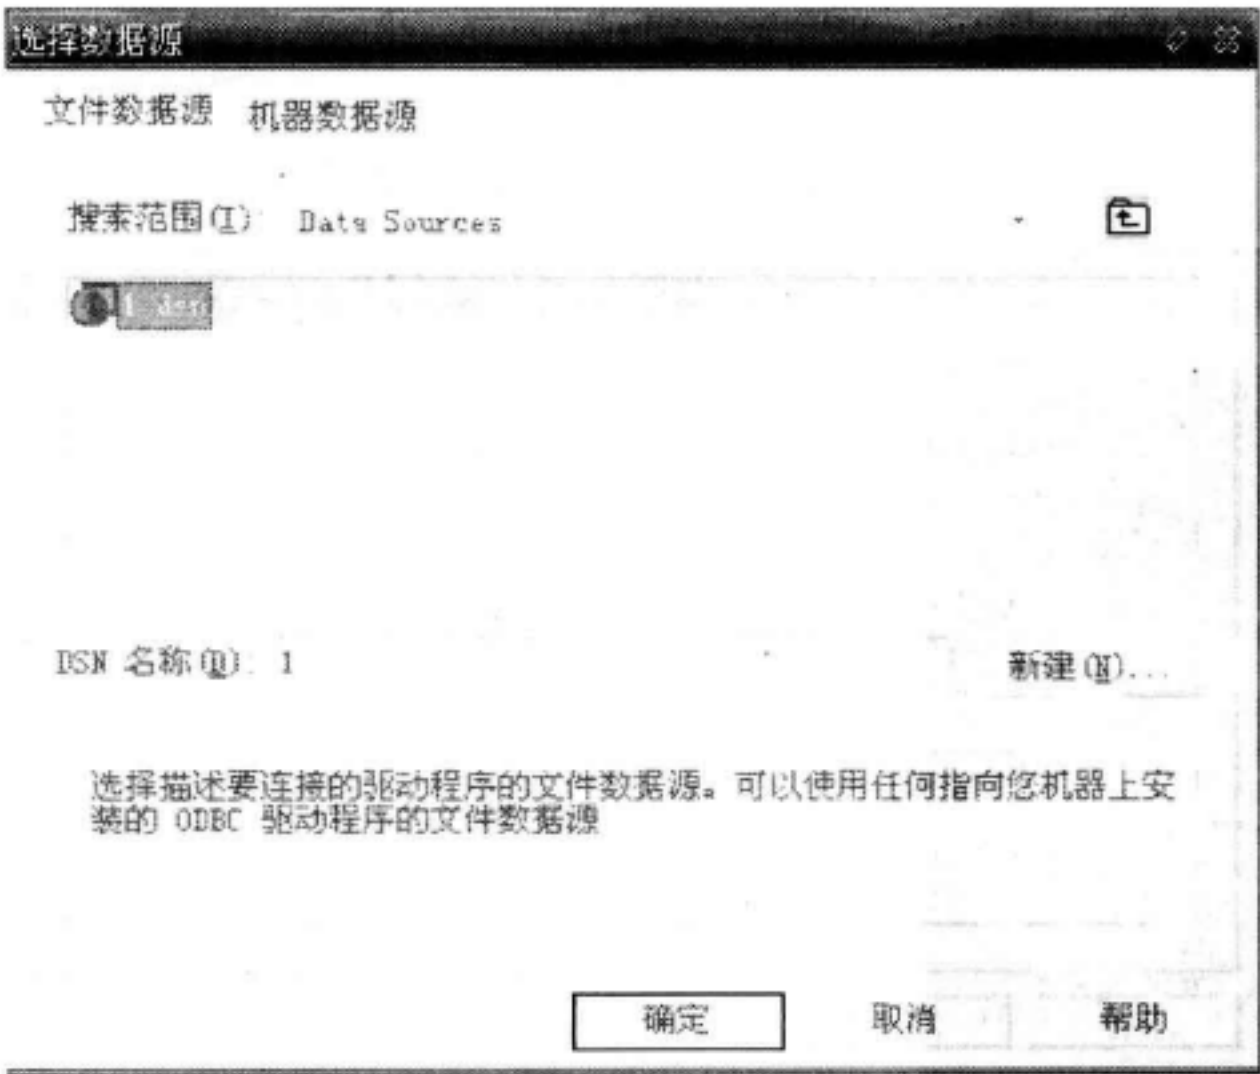 选择数据源
文件数据源 机器数据源
搜索范围(I): Data Sources
1 dsn
DSN 名称(D): 1 新建(N)...
选择描述要连接的驱动程序的文件数据源。可以使用任何指向您机器上安
装的 ODBC 驱动程序的文件数据源
确定 取消 帮助